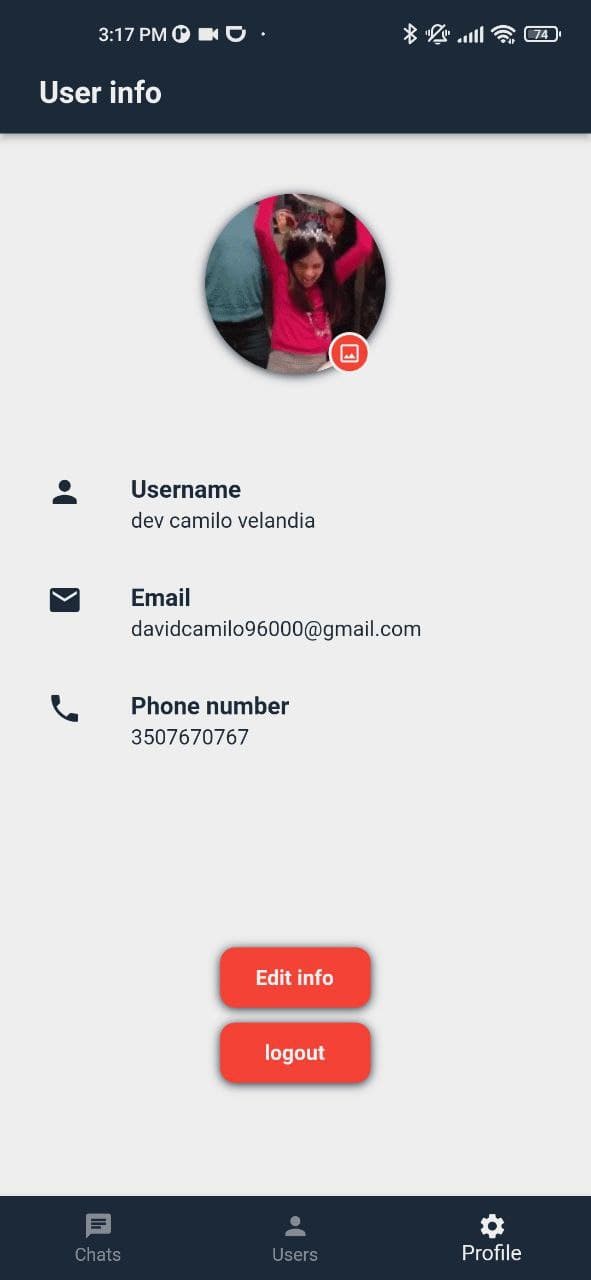 3:17 PM
74
User info
Username
dev camilo velandia
Email
davidcamilo96000@gmail.com
Phone number
3507670767
Edit info
logout
Chats
Users
Profile